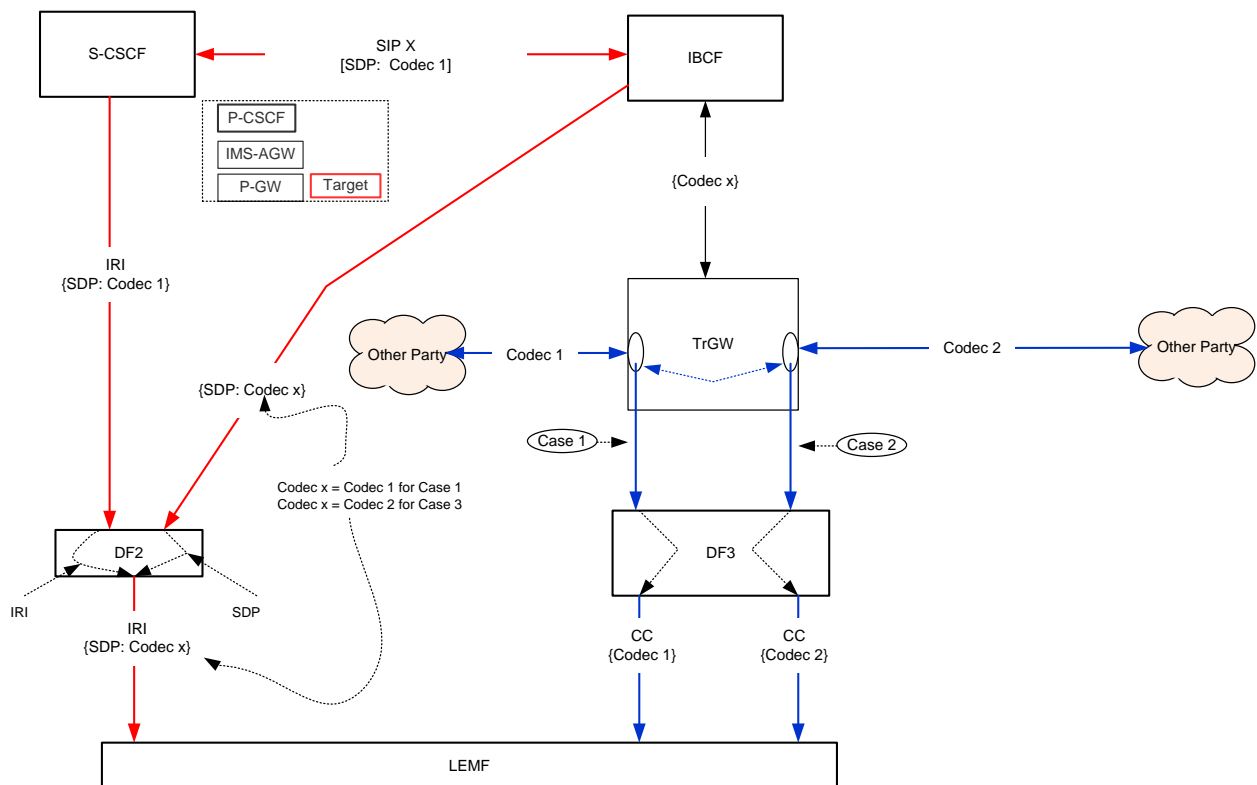 S-CSCF
SIP X
[SDP: Codec 1]
IBCF
P-CSCF
IMS-AGW
P-GW
Target
{Codec x}
IRI
{SDP: Codec 1}
Other Party
Codec 1
TrGW
Codec 2
Other Party
{SDP: Codec x}
Case 1
Case 2
Codec x = Codec 1 for Case 1
Codec x = Codec 2 for Case 3
DF2
DF3
IRI
SDP
IRI
{SDP: Codec x}
CC
{Codec 1}
CC
{Codec 2}
LEMF